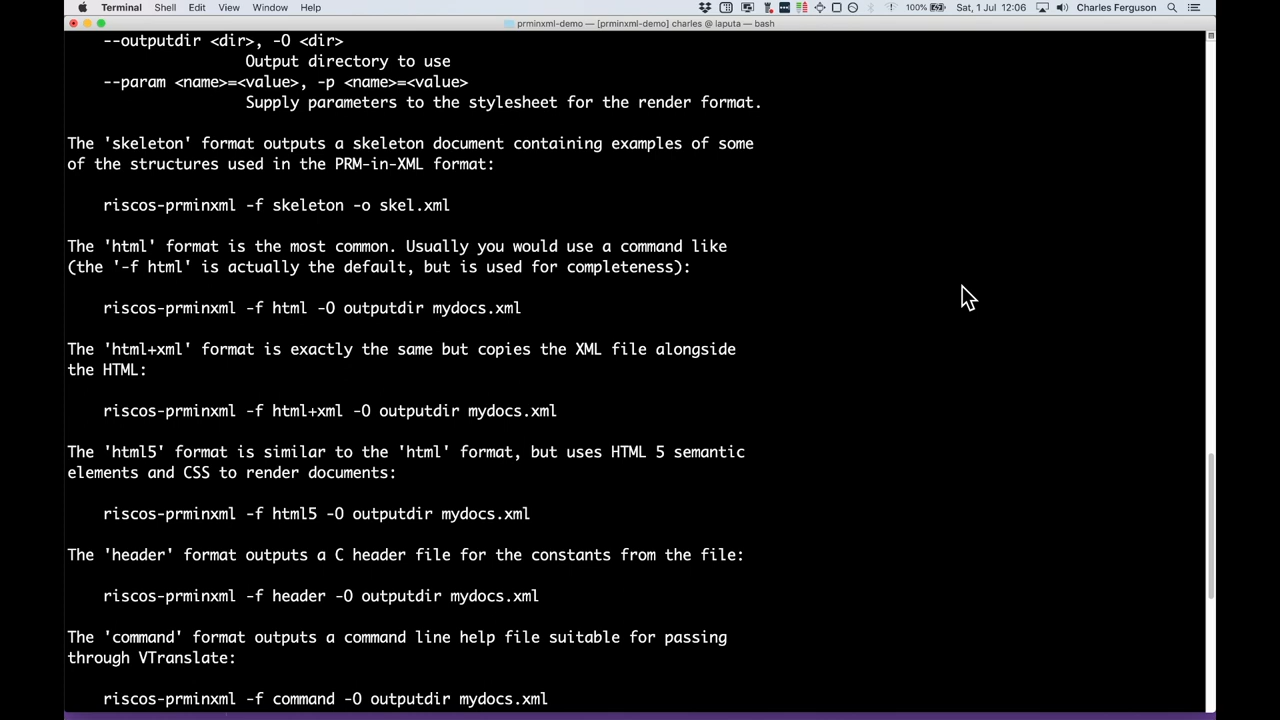 Terminal Shell Edit View Window Help 100% Sat, 1 Jul 12:06 Charles Ferguson
prminxml-demo — [prminxml-demo] charles @ laputa — bash
--outputdir <dir>, -O <dir>
Output directory to use
--param <name>=<value>, -p <name>=<value>
Supply parameters to the stylesheet for the render format.
The 'skeleton' format outputs a skeleton document containing examples of some
of the structures used in the PRM-in-XML format:
riscos-prminxml -f skeleton -o skel.xml
The 'html' format is the most common. Usually you would use a command like
(the '-f html' is actually the default, but is used for completeness):
riscos-prminxml -f html -O outputdir mydocs.xml
The 'html+xml' format is exactly the same but copies the XML file alongside
the HTML:
riscos-prminxml -f html+xml -O outputdir mydocs.xml
The 'html5' format is similar to the 'html' format, but uses HTML 5 semantic
elements and CSS to render documents:
riscos-prminxml -f html5 -O outputdir mydocs.xml
The 'header' format outputs a C header file for the constants from the file:
riscos-prminxml -f header -O outputdir mydocs.xml
The 'command' format outputs a command line help file suitable for passing
through VTranslate:
riscos-prminxml -f command -O outputdir mydocs.xml